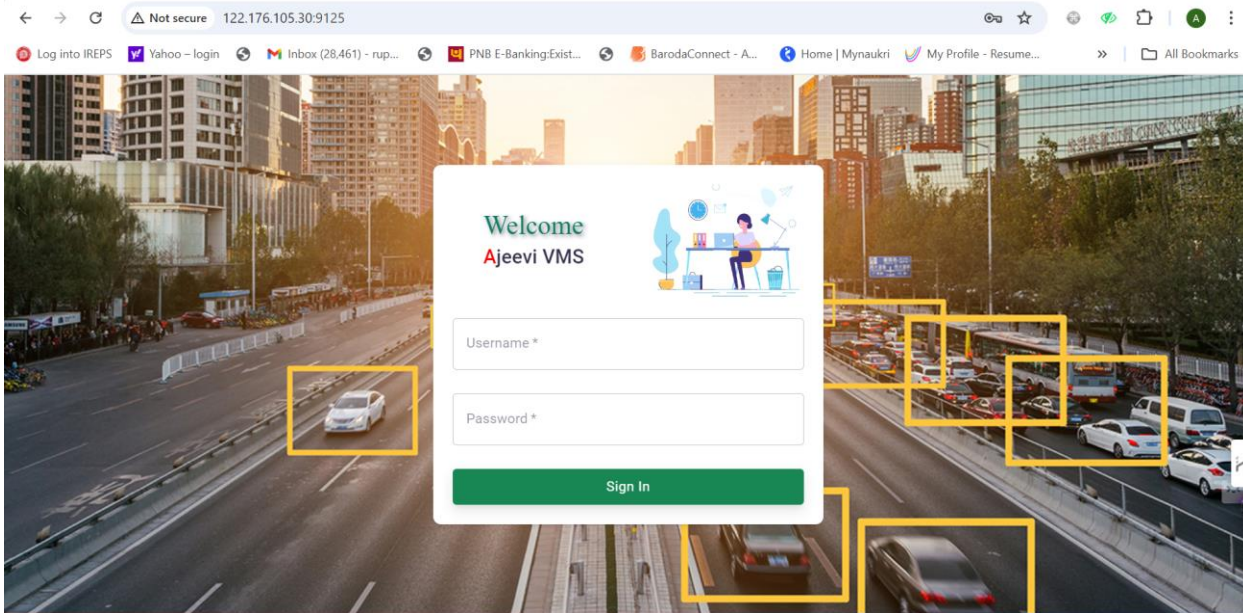 Not secure 122.176.105.30:9125
A
Log into IREPS Yahoo – login Inbox (28,461) - rup... PNB E-Banking:Exist... BarodaConnect - A... Home | Mynaukri My Profile - Resume... » All Bookmarks
Welcome
Ajeevi VMS
Username *
Password *
Sign In